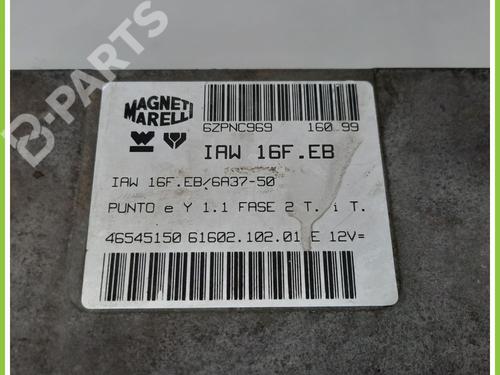 B-PARTS
MAGNETI
MARELLI
6ZPNC969 160.99
IAW 16F.EB
IAW 16F.EB/6A37-50
PUNTO e Y 1.1 FASE 2 T. i T.
46545150 61602.102.01 E 12V=